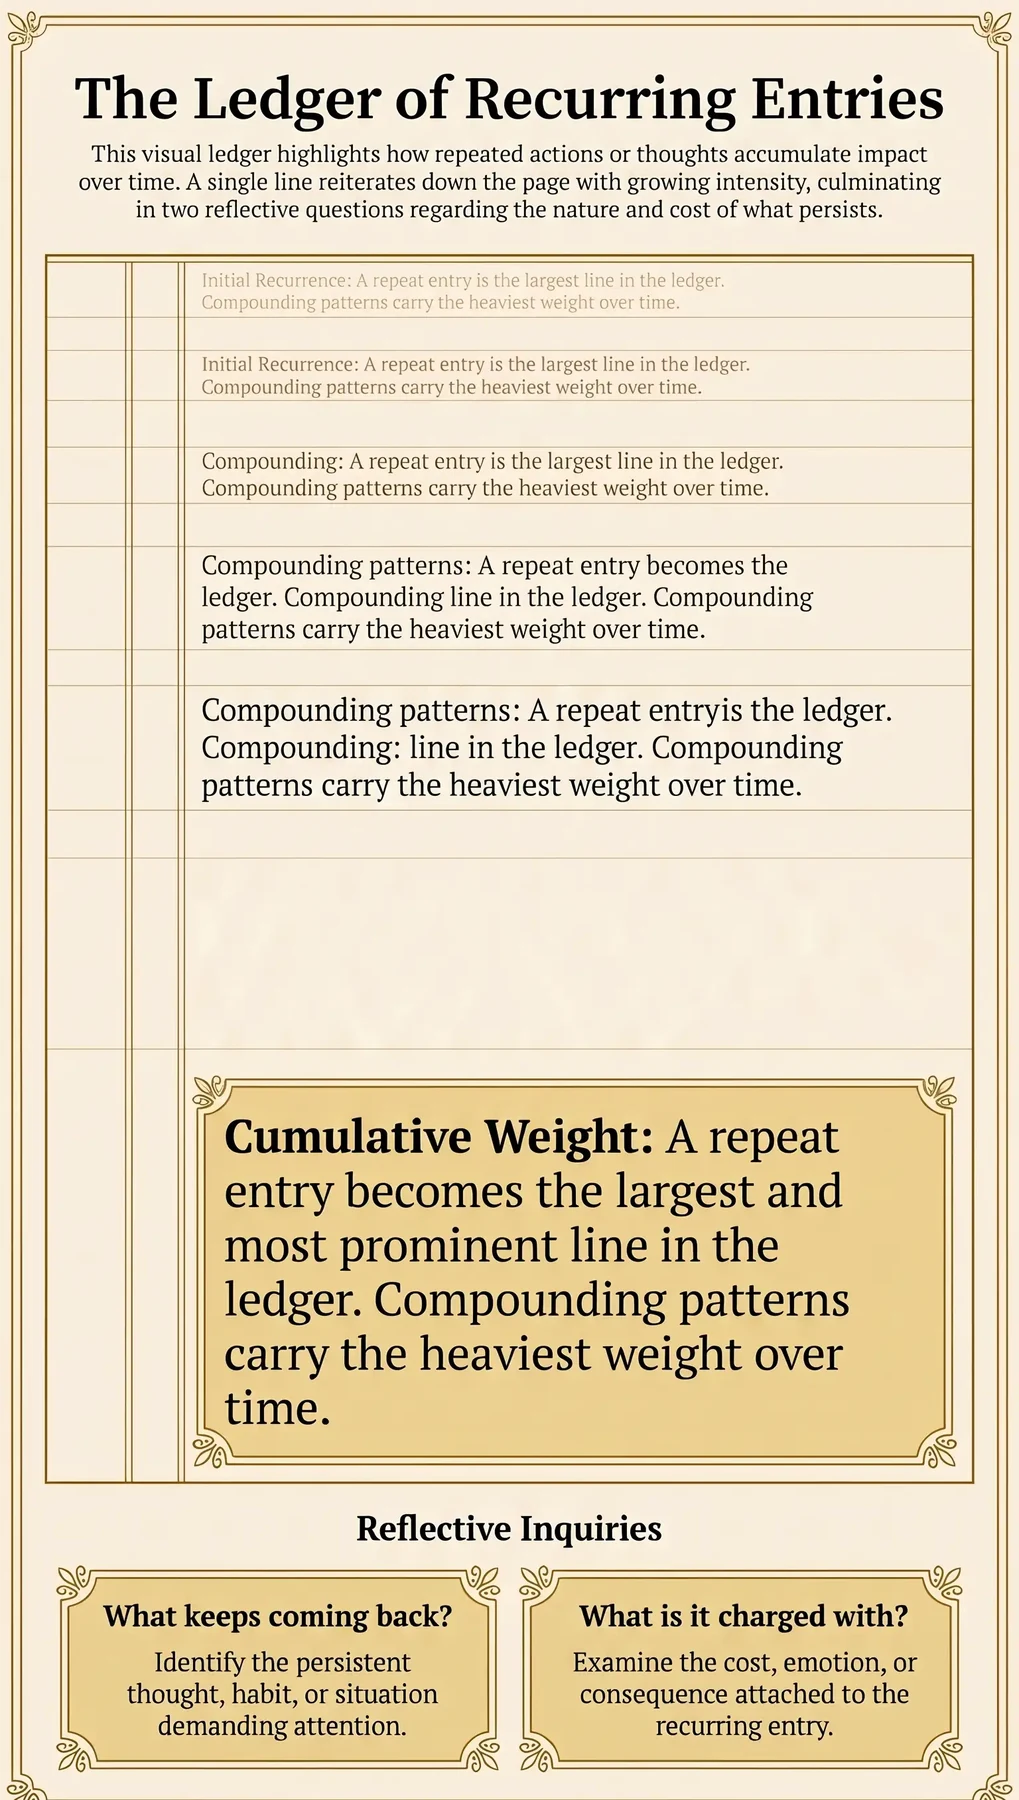 The Ledger of Recurring Entries
This visual ledger highlights how repeated actions or thoughts accumulate impact
over time. A single line reiterates down the page with growing intensity, culminating
in two reflective questions regarding the nature and cost of what persists.
Initial Recurrence: A repeat entry is the largest line in the ledger.
Compounding patterns carry the heaviest weight over time.
Initial Recurrence: A repeat entry is the largest line in the ledger.
Compounding patterns carry the heaviest weight over time.
Compounding: A repeat entry is the largest line in the ledger.
Compounding patterns carry the heaviest weight over time.
Compounding patterns: A repeat entry becomes the
ledger. Compounding line in the ledger. Compounding
patterns carry the heaviest weight over time.
Compounding patterns: A repeat entryis the ledger.
Compounding: line in the ledger. Compounding
patterns carry the heaviest weight over time.
Cumulative Weight: A repeat
entry becomes the largest and
most prominent line in the
ledger. Compounding patterns
carry the heaviest weight over
time.
Reflective Inquiries
What keeps coming back?
Identify the persistent
thought, habit, or situation
demanding attention.
What is it charged with?
Examine the cost, emotion, or
consequence attached to the
recurring entry.